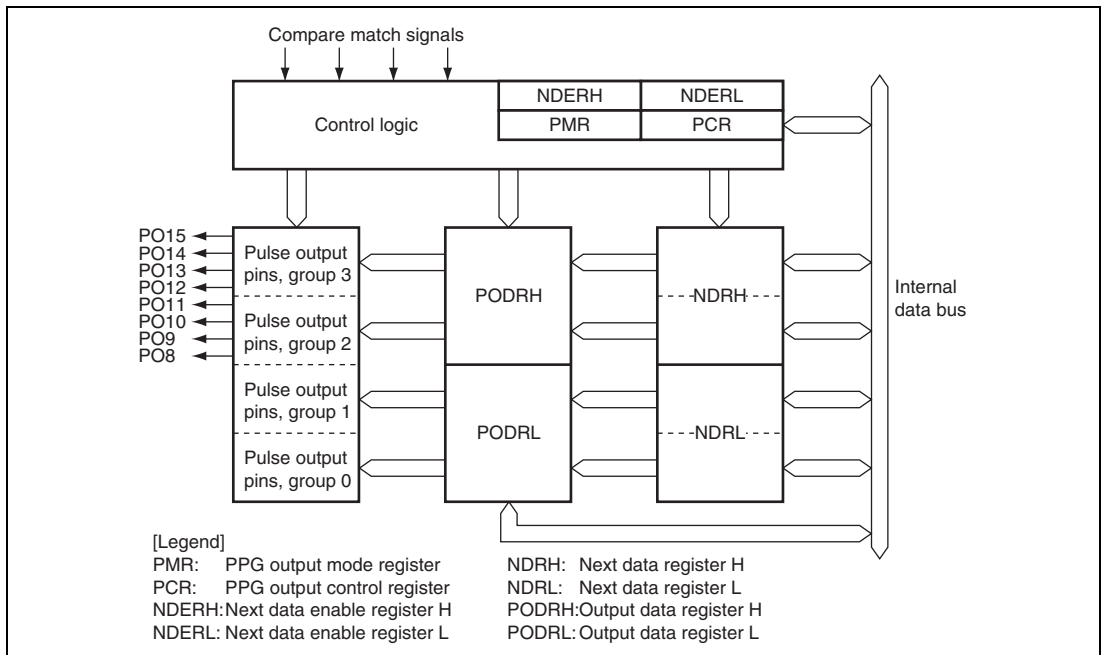 Compare match signals
NDERH NDERL
Control logic PMR PCR
PO15
PO14
PO13
PO12
PO11
PO10
PO9
PO8
Pulse output
pins, group 3
Pulse output
pins, group 2
Pulse output
pins, group 1
Pulse output
pins, group 0
PODRH
PODRL
NDRH
NDRL
Internal
data bus
[Legend]
PMR: PPG output mode register
PCR: PPG output control register
NDERH: Next data enable register H
NDERL: Next data enable register L
NDRH: Next data register H
NDRL: Next data register L
PODRH: Output data register H
PODRL: Output data register L